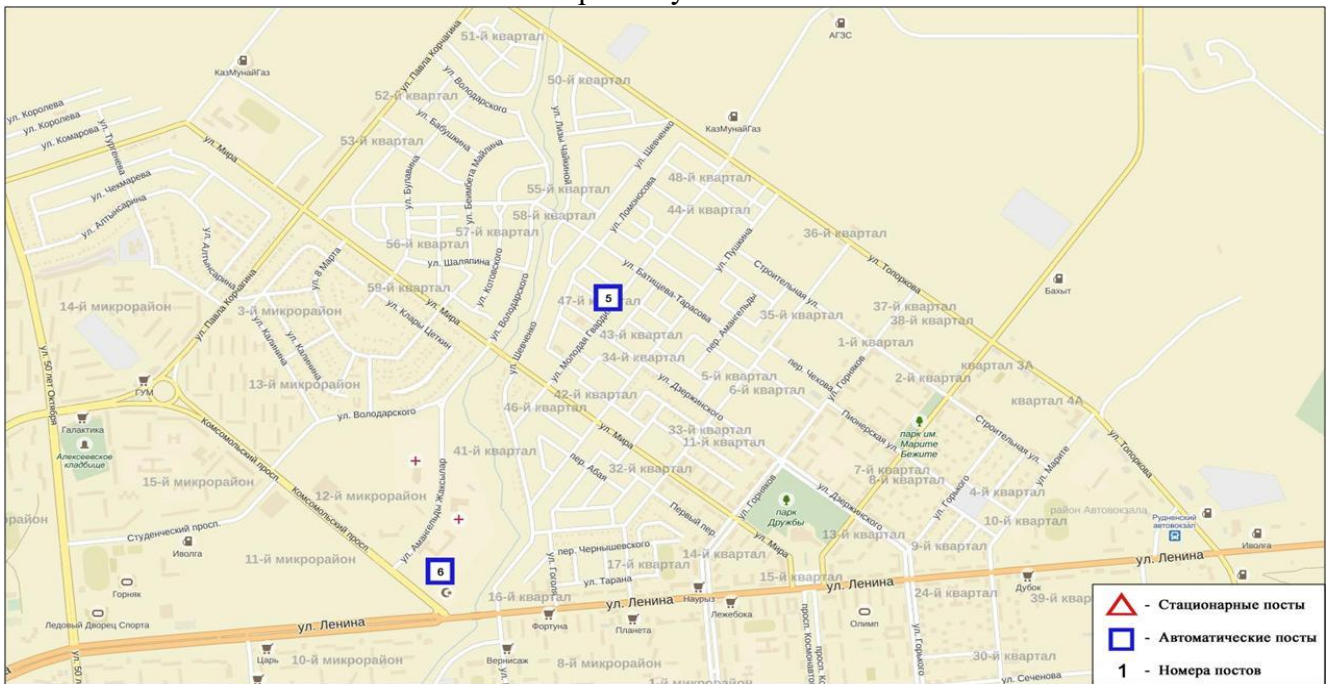 51-й квартал
ул. Павла Корчагина
АГЗС
КазМунайГаз
ул. Володарского
50-й квартал
52-й квартал
ул. Королева
ул. Королева
ул. Комарова
ул. Тургенева
ул. Мира
53-й квартал
ул. Бабушкина
ул. Лизы Чайкиной
ул. Шевченко
КазМунайГаз
ул. Чекмарева
ул. Булавина
ул. Беимбета Майлина
55-й квартал
ул. Ломоносова
48-й квартал
44-й квартал
ул. Алтынсарина
ул. Алтынсарина
58-й квартал
57-й квартал
56-й квартал
36-й квартал
ул. 8 Марта
ул. Шаляпина
ул. Котовского
ул. Батищева-Тарасова
ул. Пушкина
Строительная ул.
ул. Топоркова
14-й микрорайон
ул. Павла Корчагина
3-й микрорайон
59-й квартал
ул. Мира
ул. Клары Цеткин
ул. Володарского
47-й квартал
5
ул. Молодая Гвардия
Бахыт
37-й квартал
38-й квартал
35-й квартал
43-й квартал
пер. Амангельды
1-й квартал
ул. Калинина
ул. Калинина
ул. Шевченко
34-й квартал
ул. 50 лет Октября
ГУМ
13-й микрорайон
42-й квартал
46-й квартал
ул. Дзержинского
5-й квартал
6-й квартал
пер. Чехова
ул. Горняков
2-й квартал
квартал 3А
квартал 4А
ул. Володарского
Галактика
Алексеевское
кладбище
Комсомольский просп.
41-й квартал
ул. Мира
33-й квартал
11-й квартал
Пионерская ул.
парк им.
Марите
Бежите
Строительная ул.
ул. Марите
ул. Топоркова
15-й микрорайон
12-й микрорайон
Комсомольский просп.
ул. Амангельды Жаксылар
пер. Абая
32-й квартал
ул. Горняков
парк
Дружбы
ул. Дзержинского
7-й квартал
8-й квартал
ул. Горького
4-й квартал
10-й квартал
район Автовокзала
Рудненский
автовокзал
Иволга
Студенческий просп.
Иволга
11-й микрорайон
Первый пер.
ул. Мира
13-й квартал
9-й квартал
пер. Чернышевского
17-й квартал
ул. Тарана
ул. Гоголя
14-й квартал
15-й квартал
ул. Ленина
ул. Ленина
6
Горняк
16-й квартал
ул. Ленина
Наурыз
Лежебока
24-й квартал
Дубок
39-й квар
Ледовый Дворец Спорта
ул. Ленина
Фортуна
Планета
Олимп
просп. Космонавтов
ул. Горького
Царь
10-й микрорайон
Вернисаж
8-й микрорайон
30-й квартал
ул. Сеченова
- Стационарные посты
- Автоматические посты
1 - Номера постов